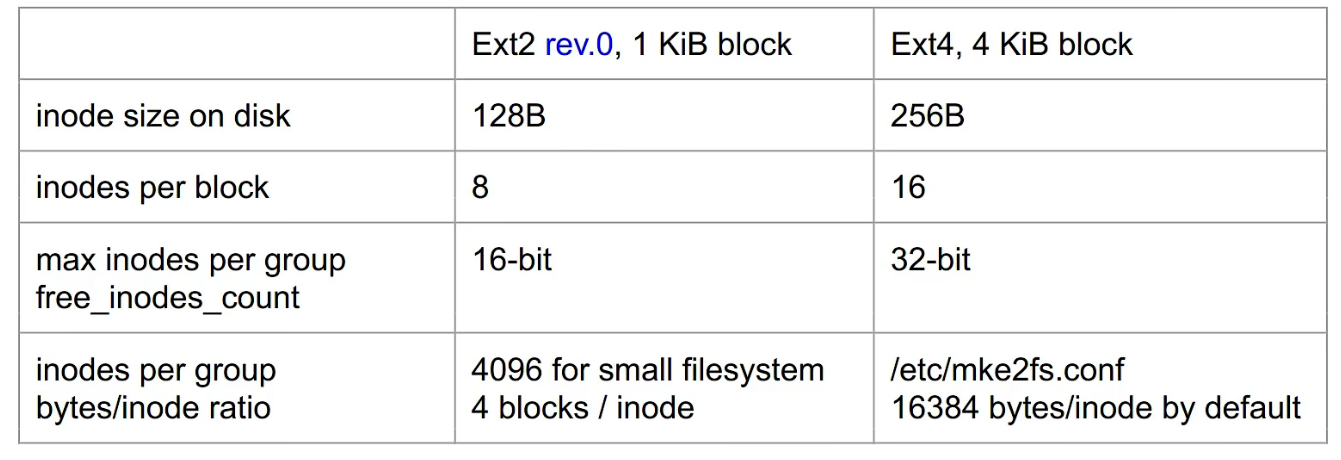 Ext2 rev.0, 1 KiB block
Ext4, 4 KiB block
inode size on disk
128B
256B
inodes per block
8
16
max inodes per group
free_inodes_count
16-bit
32-bit
inodes per group
bytes/inode ratio
4096 for small filesystem
4 blocks / inode
/etc/mke2fs.conf
16384 bytes/inode by default